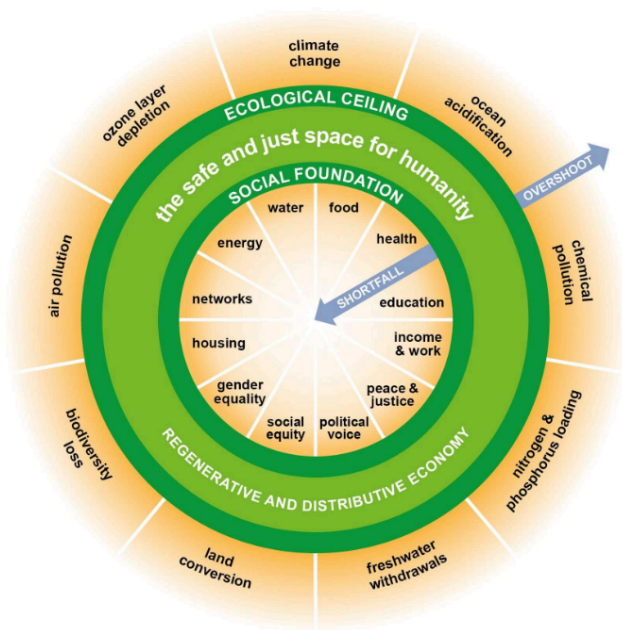 climate
change
ocean
acidification
chemical
pollution
nitrogen &
phosphorus loading
freshwater
withdrawals
land
conversion
biodiversity
loss
air pollution
ozone layer
depletion
OVERSHOOT
ECOLOGICAL CEILING
the safe and just space for humanity
SOCIAL FOUNDATION
water
food
health
SHORTFALL
education
income
& work
peace &
justice
political
voice
social
equity
gender
equality
housing
networks
energy
REGENERATIVE AND DISTRIBUTIVE ECONOMY